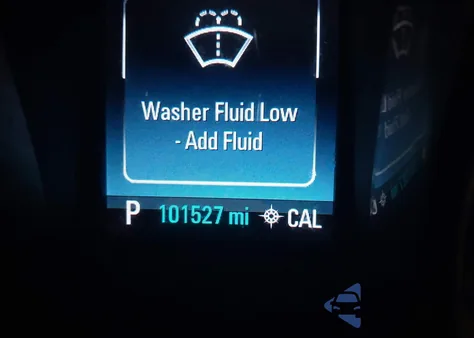 Washer Fluid Low
- Add Fluid
P 101527 mi CAL